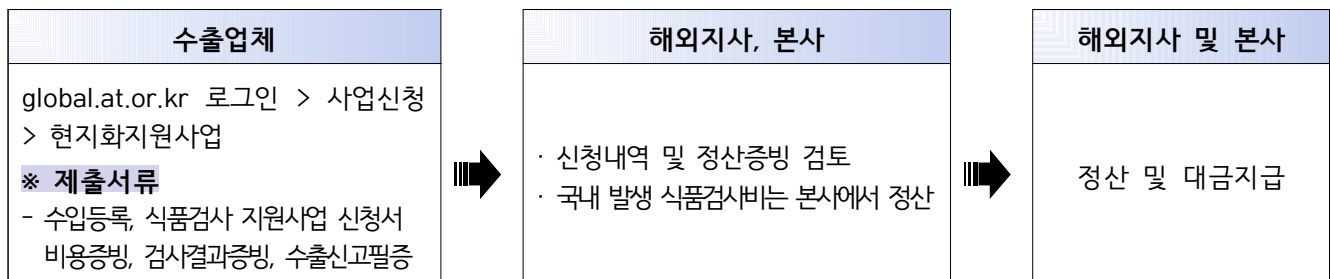 수출업체
global.at.or.kr 로그인 > 사업신청
> 현지화지원사업
※ 제출서류
- 수입등록, 식품검사 지원사업 신청서
비용증빙, 검사결과증빙, 수출신고필증
해외지사, 본사
· 신청내역 및 정산증빙 검토
· 국내 발생 식품검사비는 본사에서 정산
해외지사 및 본사
정산 및 대금지급